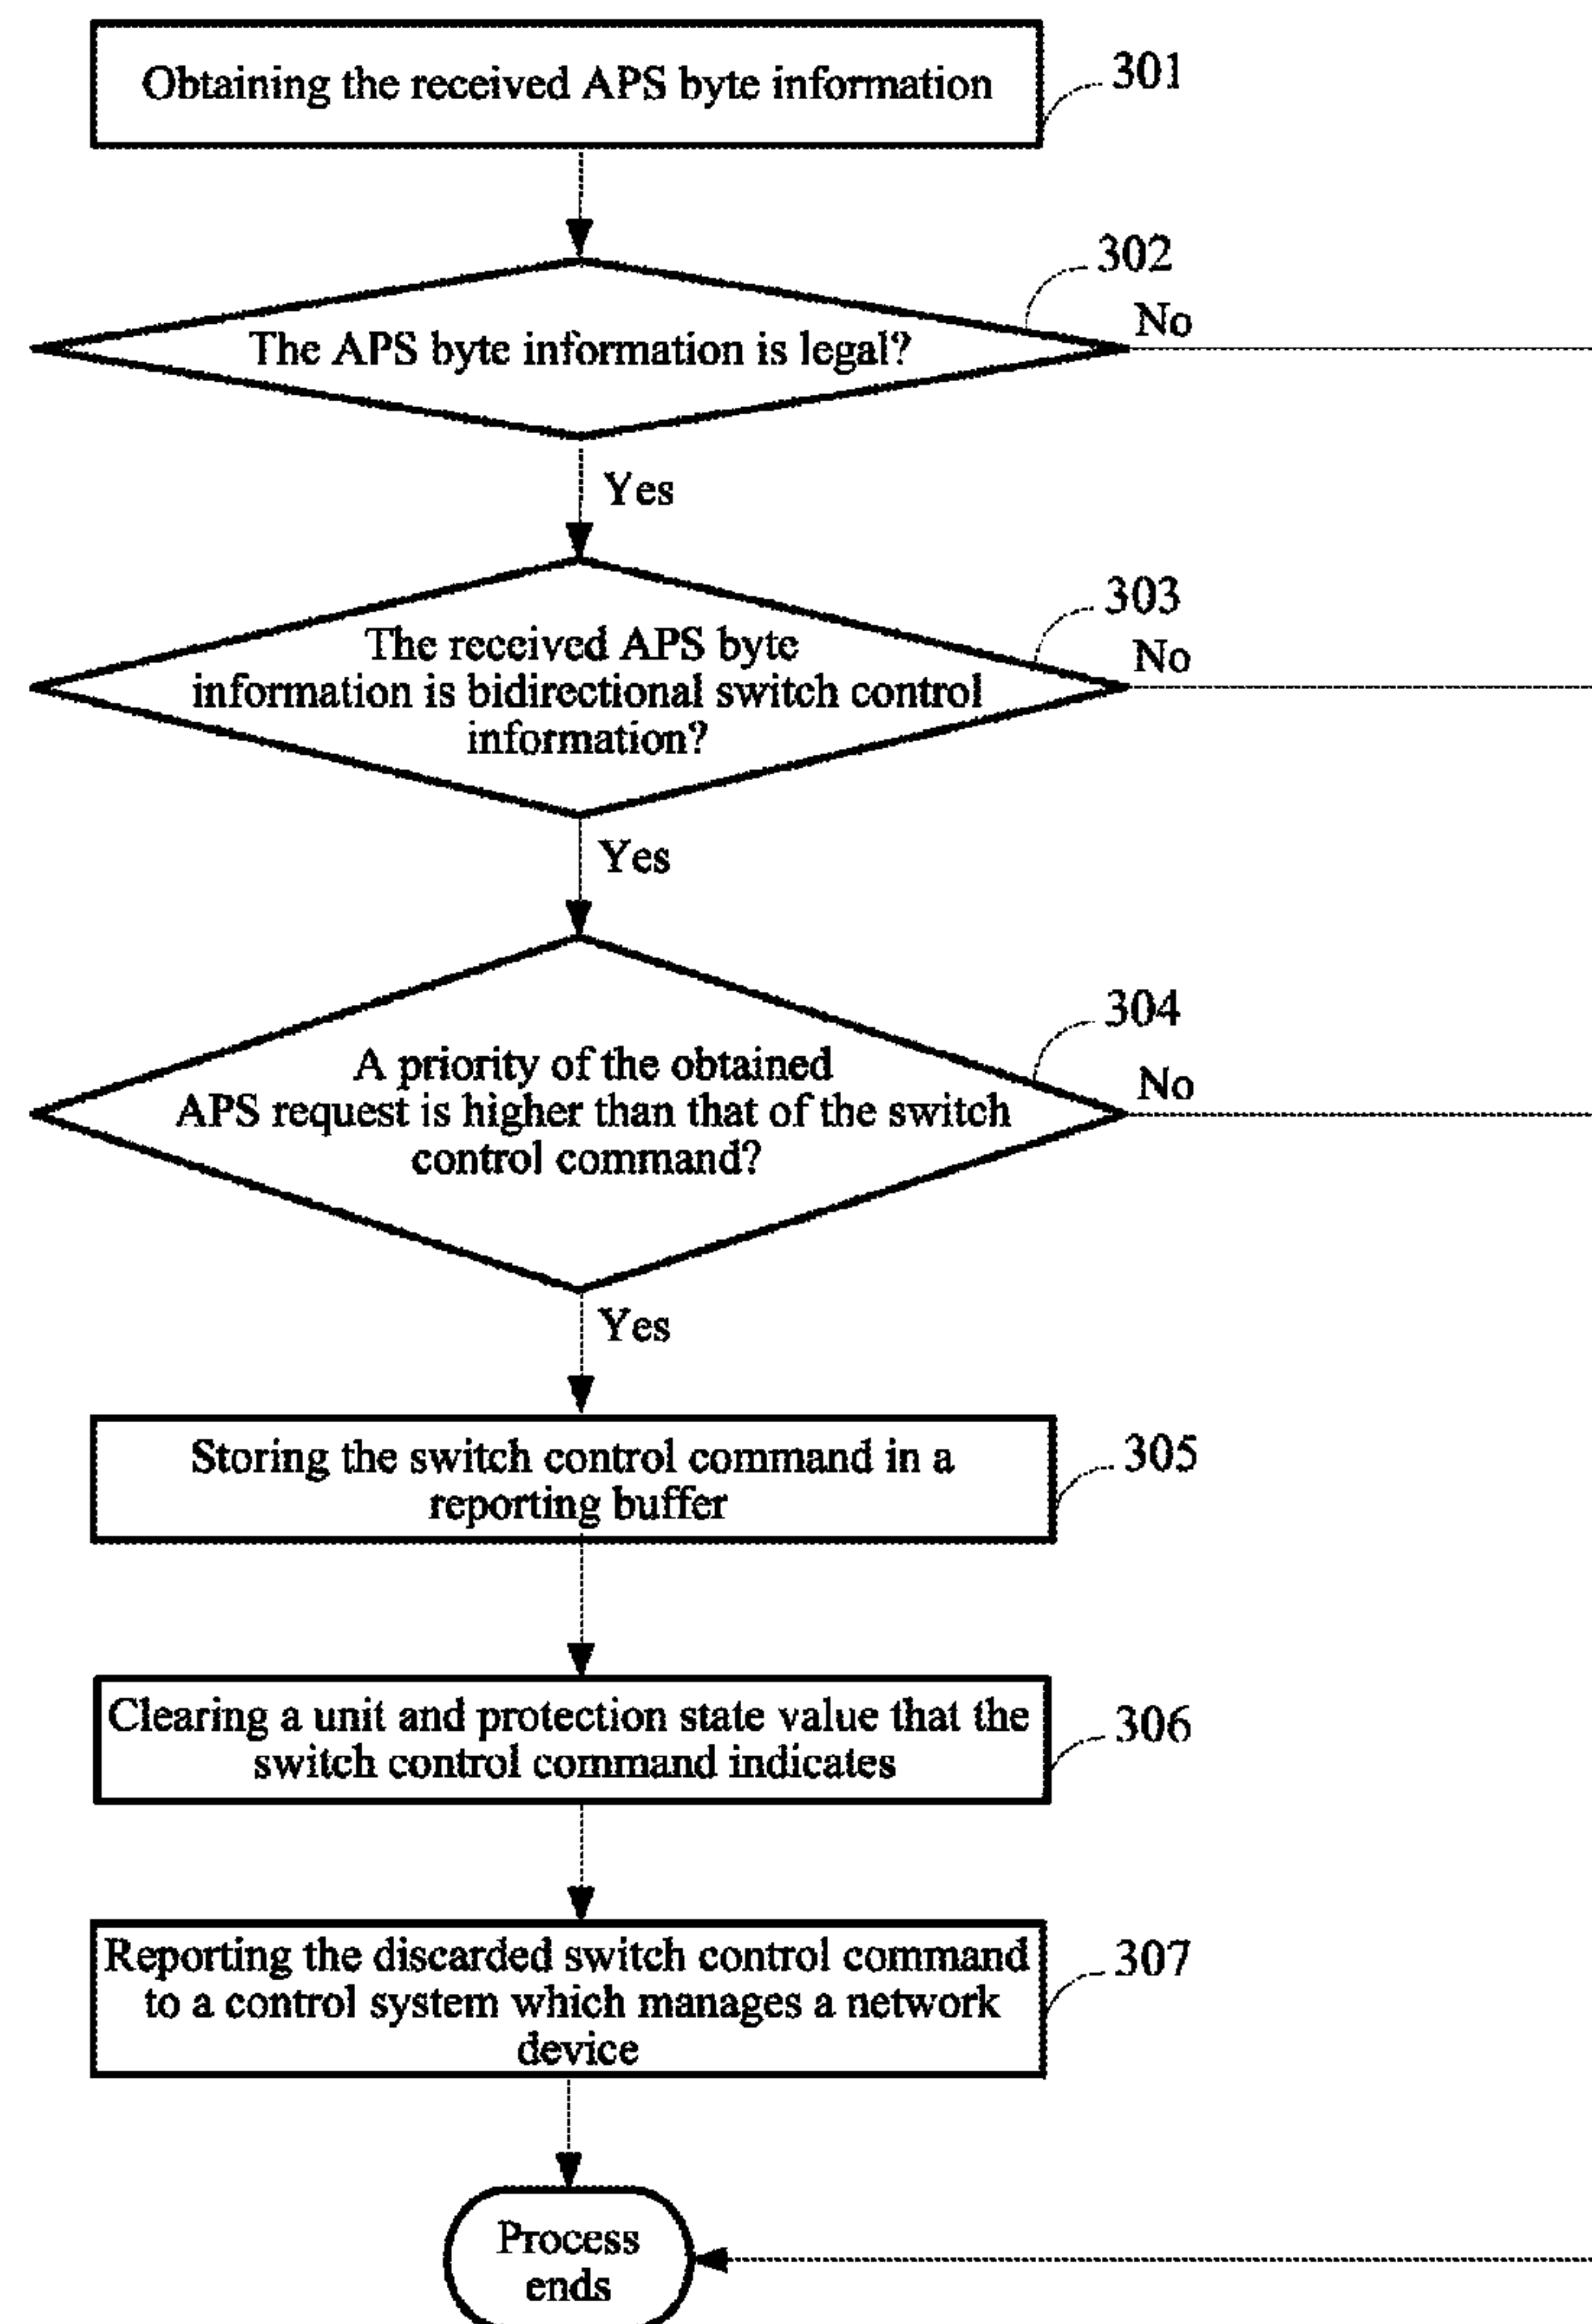 Obtaining the received APS byte information
301
302
The APS byte information is legal?
No
Yes
303
The received APS byte
information is bidirectional switch control
information?
No
Yes
304
A priority of the obtained
APS request is higher than that of the switch
control command?
No
Yes
Storing the switch control command in a
reporting buffer
305
Clearing a unit and protection state value that the
switch control command indicates
306
Reporting the discarded switch control command
to a control system which manages a network
device
307
Process
ends